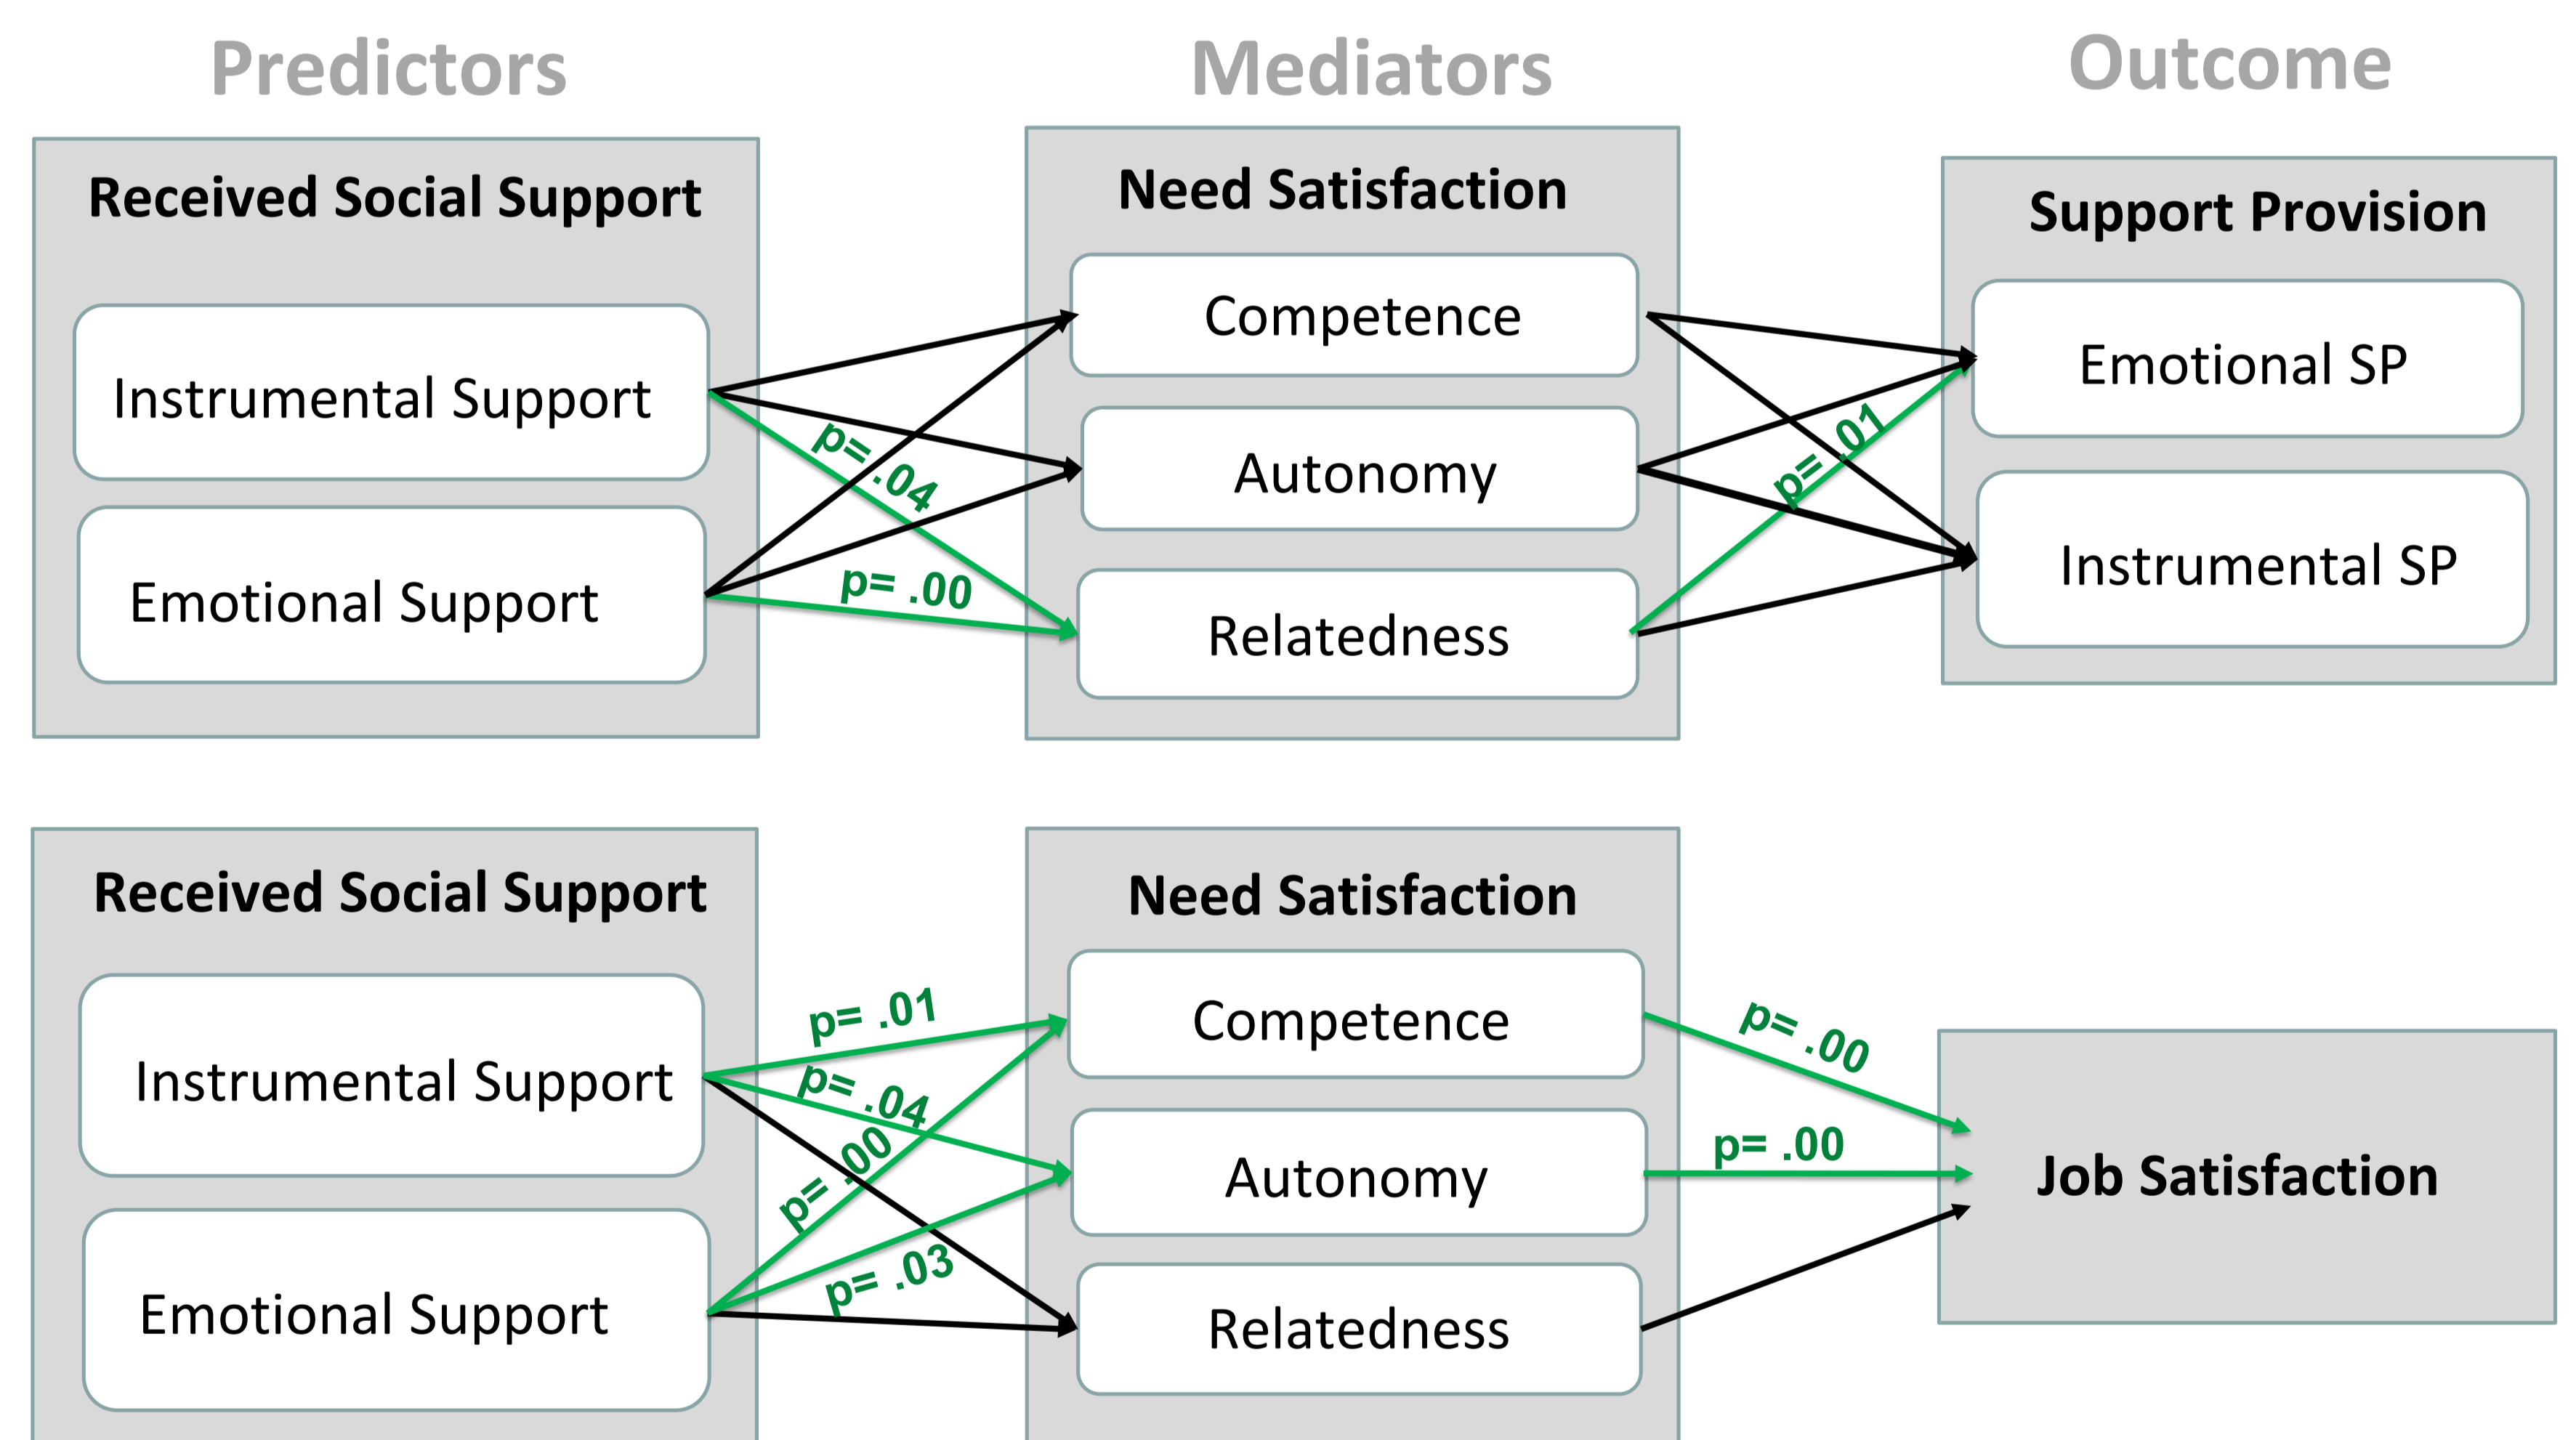 Predictors
Mediators
Outcome
Received Social Support
Need Satisfaction
Support Provision
Instrumental Support
Emotional Support
p= .04
p= .00
Competence
Autonomy
Relatedness
p= .01
Emotional SP
Instrumental SP
Received Social Support
Need Satisfaction
Instrumental Support
Emotional Support
p= .01
p= .04
p= .00
p= .03
Competence
Autonomy
Relatedness
p= .00
p= .00
Job Satisfaction